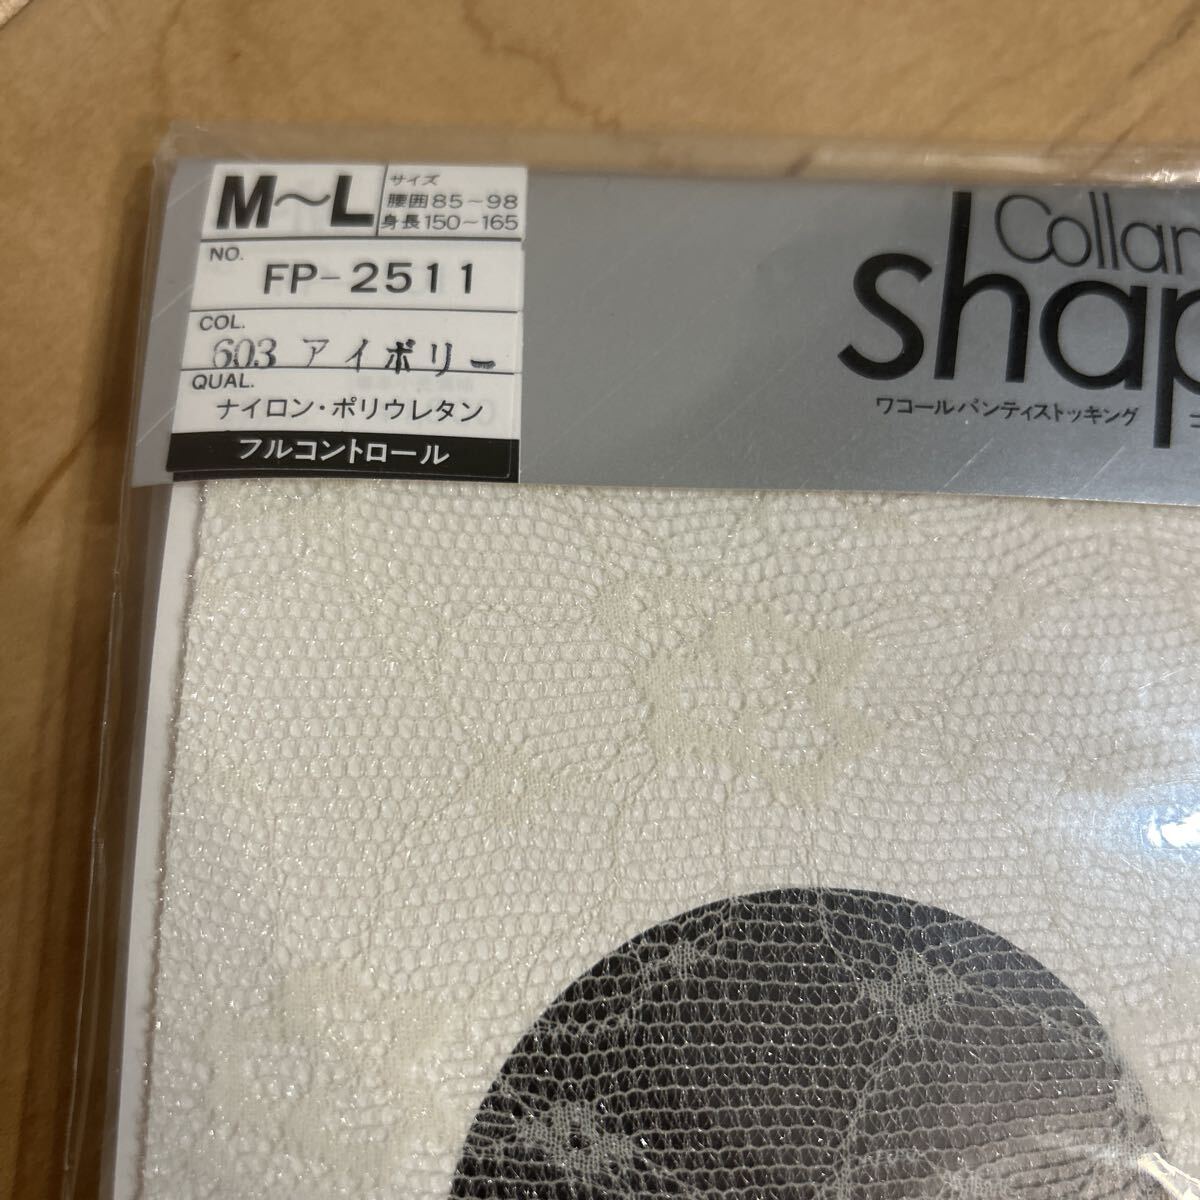 M〜L
サイズ
腰囲85〜98
身長150〜165
NO.
FP-2511
COL.
603 アイボリー
QUAL.
ナイロン・ポリウレタン
フルコントロール
Collan
shap
ワコールパンティストッキング